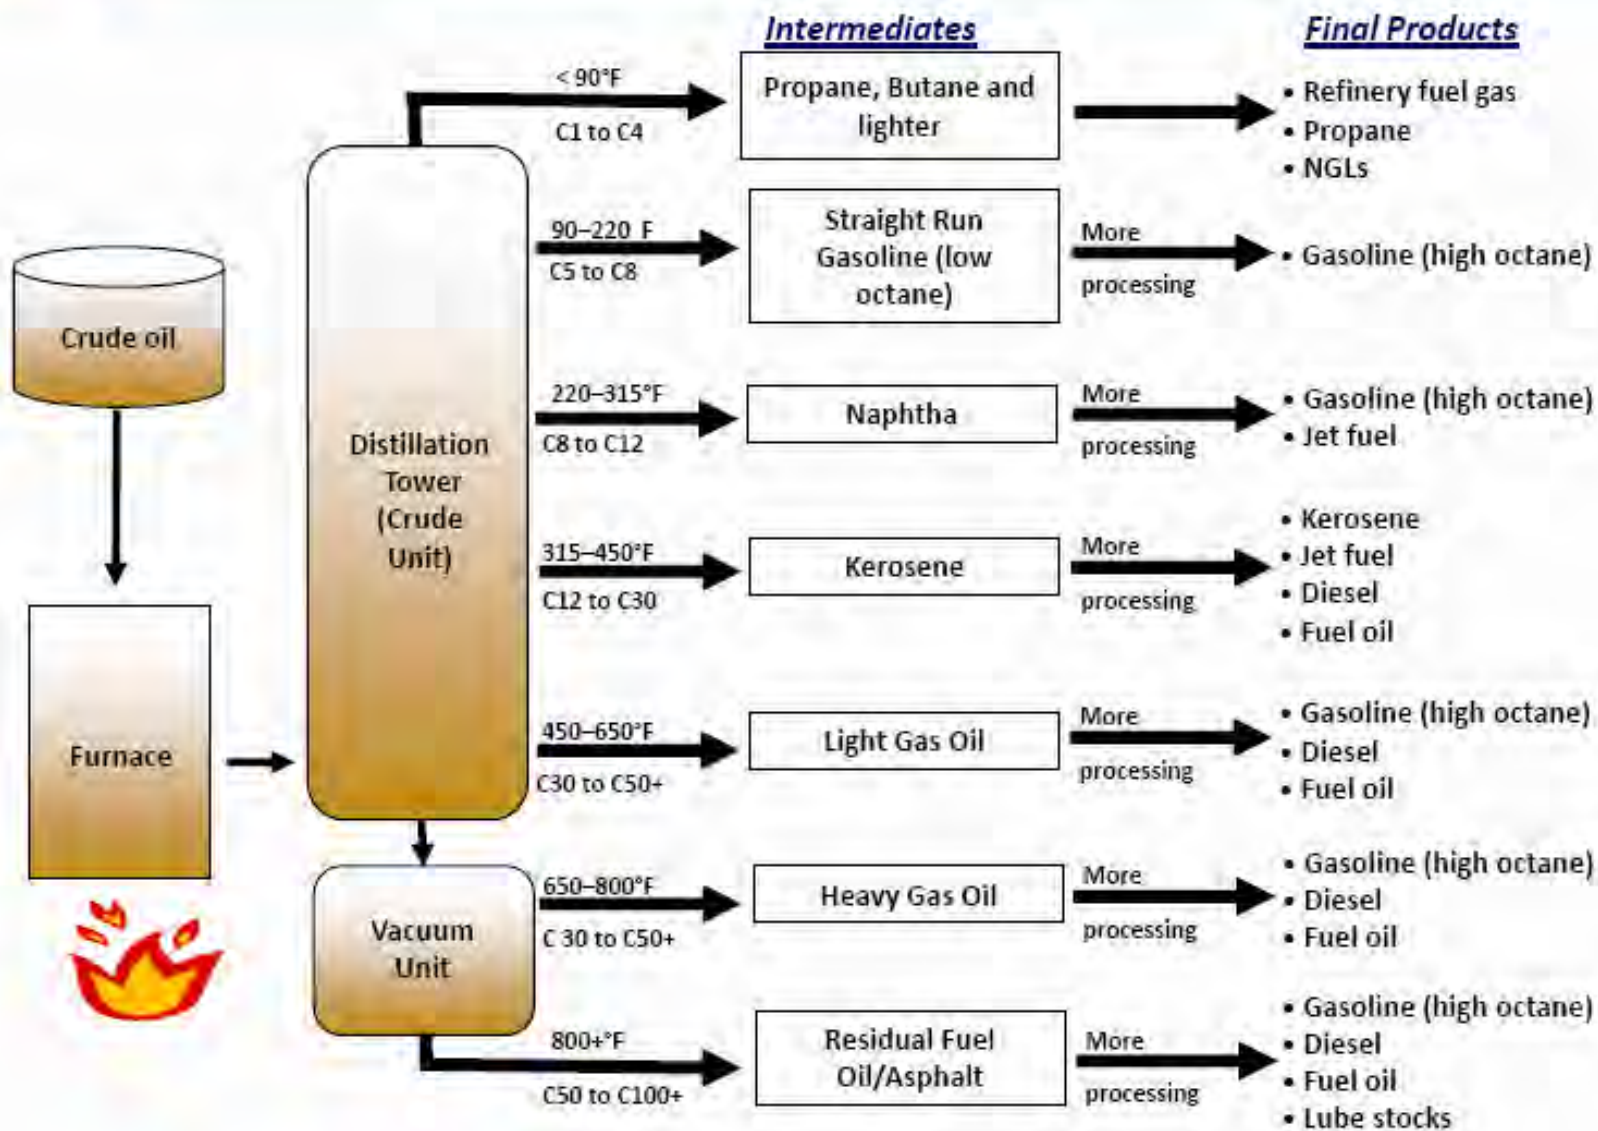 Intermediates
Final Products
< 90°F
C1 to C4
Propane, Butane and
lighter
• Refinery fuel gas
• Propane
• NGLs
90–220 F
C5 to C8
Straight Run
Gasoline (low
octane)
More
processing
• Gasoline (high octane)
Crude oil
Distillation
Tower
(Crude
Unit)
220–315°F
C8 to C12
Naphtha
More
processing
• Gasoline (high octane)
• Jet fuel
315–450°F
C12 to C30
Kerosene
More
processing
• Kerosene
• Jet fuel
• Diesel
• Fuel oil
Furnace
450–650°F
C30 to C50+
Light Gas Oil
More
processing
• Gasoline (high octane)
• Diesel
• Fuel oil
Vacuum
Unit
650–800°F
C 30 to C50+
Heavy Gas Oil
More
processing
• Gasoline (high octane)
• Diesel
• Fuel oil
800+°F
C50 to C100+
Residual Fuel
Oil/Asphalt
More
processing
• Gasoline (high octane)
• Diesel
• Fuel oil
• Lube stocks